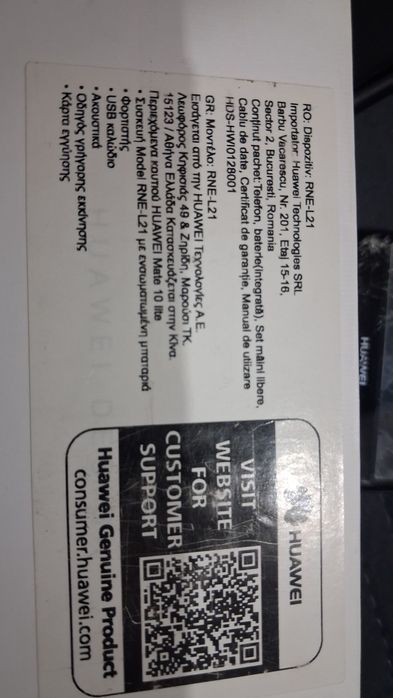 RO: Dispozitiv: RNE-L21
Importator: Huawei Technologies SRL
Barbu Vacarescu, Nr. 201, Etaj 15-16,
Sector 2, Bucuresti, Romania
Conținut pachet:Telefon, baterie(integrată), Set mâini libere,
Cablu de date, Certificat de garanție, Manual de utilizare
HDS-HW0128001
GR: Μοντέλο: RNE-L21
Εισάγεται από την HUAWEI Τεχνολογίες Α.Ε.
Λεωφόρος Κηφισιάς 49 & Ζηρίδη, Μαρούσι ΤΚ.
15123 / Αθήνα Ελλάδα Κατασκευάζεται στην Κίνα.
Περιεχόμενα κουτιού HUAWEI Mate 10 lite
• Συσκευή Model RNE-L21 με ενσωματωμένη μπαταρία
• Φορτιστής
• USB καλώδιο
• Ακουστικά
• Οδηγός γρήγορης εκκίνησης
• Κάρτα εγγύησης
HUAWEI
VISIT
WEBSITE
FOR
CUSTOMER
SUPPORT
Huawei Genuine Product
consumer.huawei.com
HUAWEI